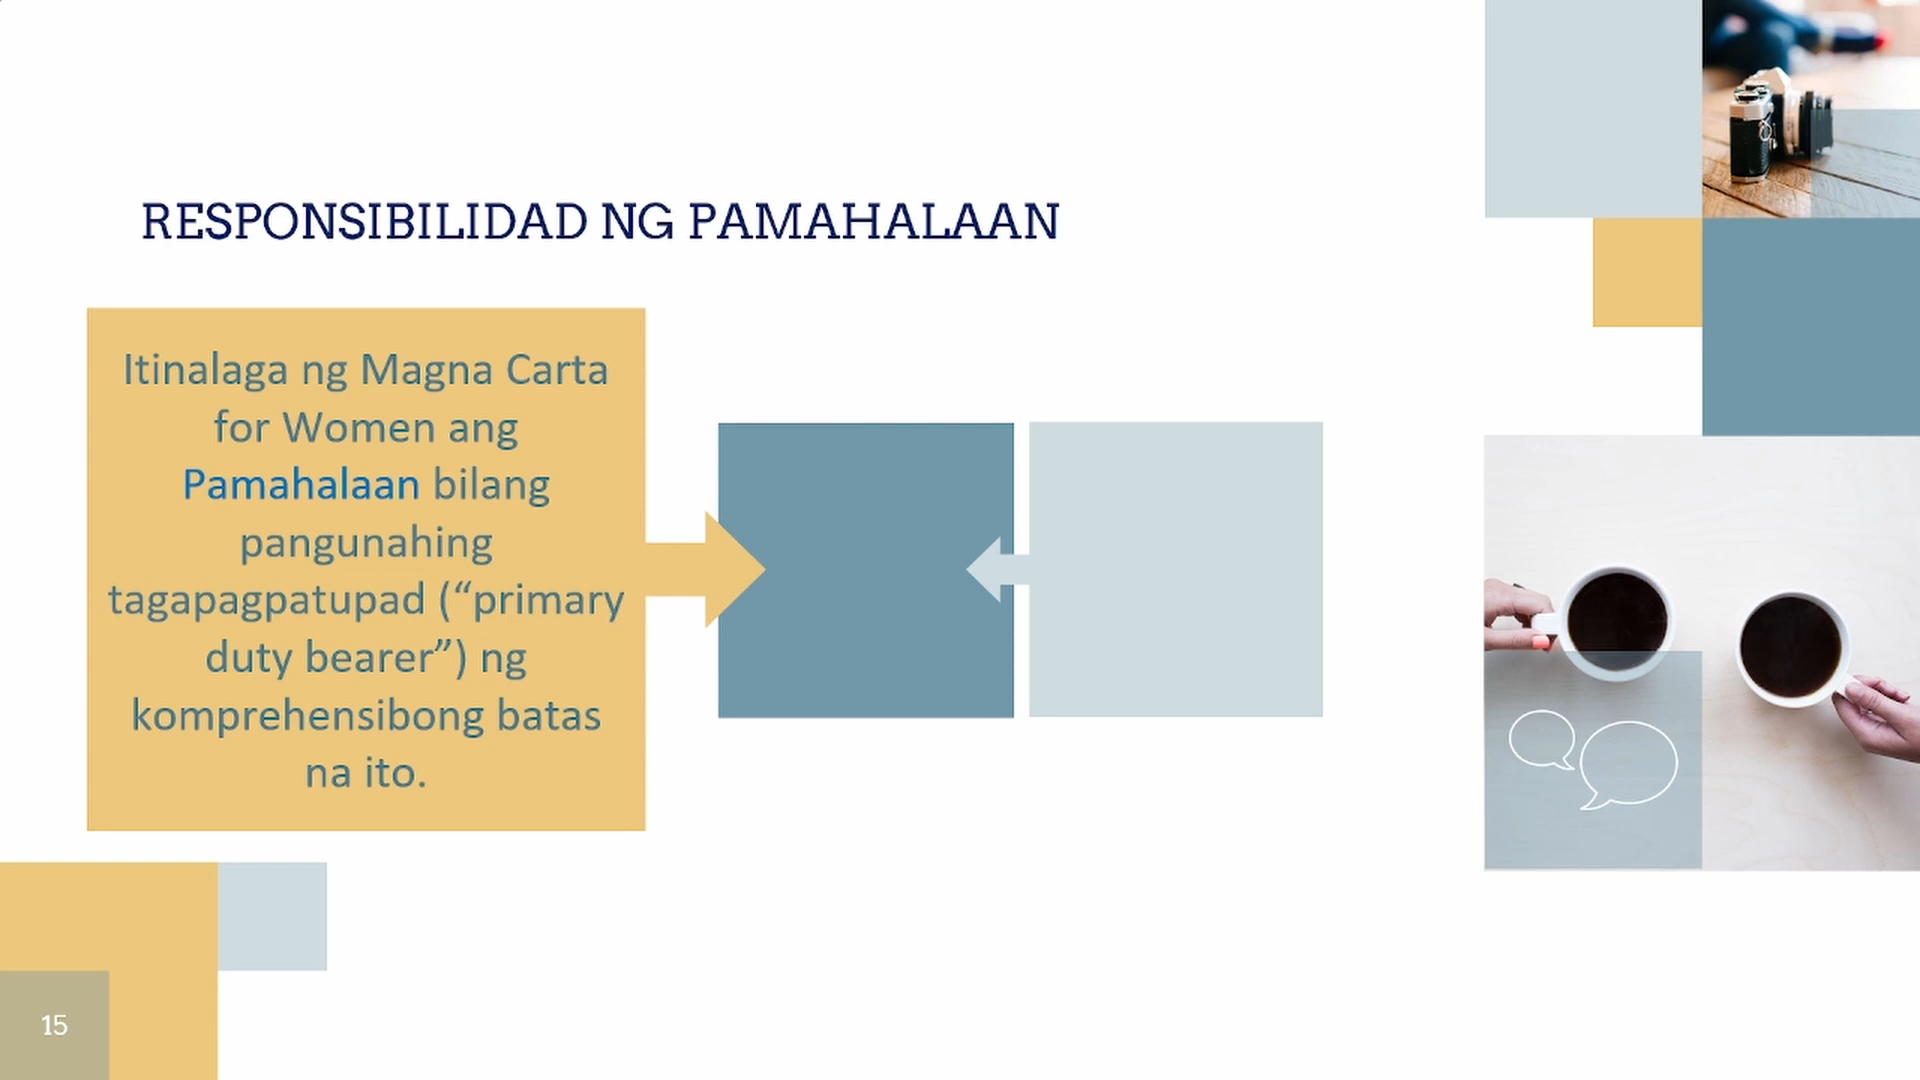 RESPONSIBILIDAD NG PAMAHALAAN
Itinalaga ng Magna Carta
for Women ang
Pamahalaan bilang
pangunahing
tagapagpatupad (“primary
duty bearer”) ng
komprehensibong batas
na ito.
15